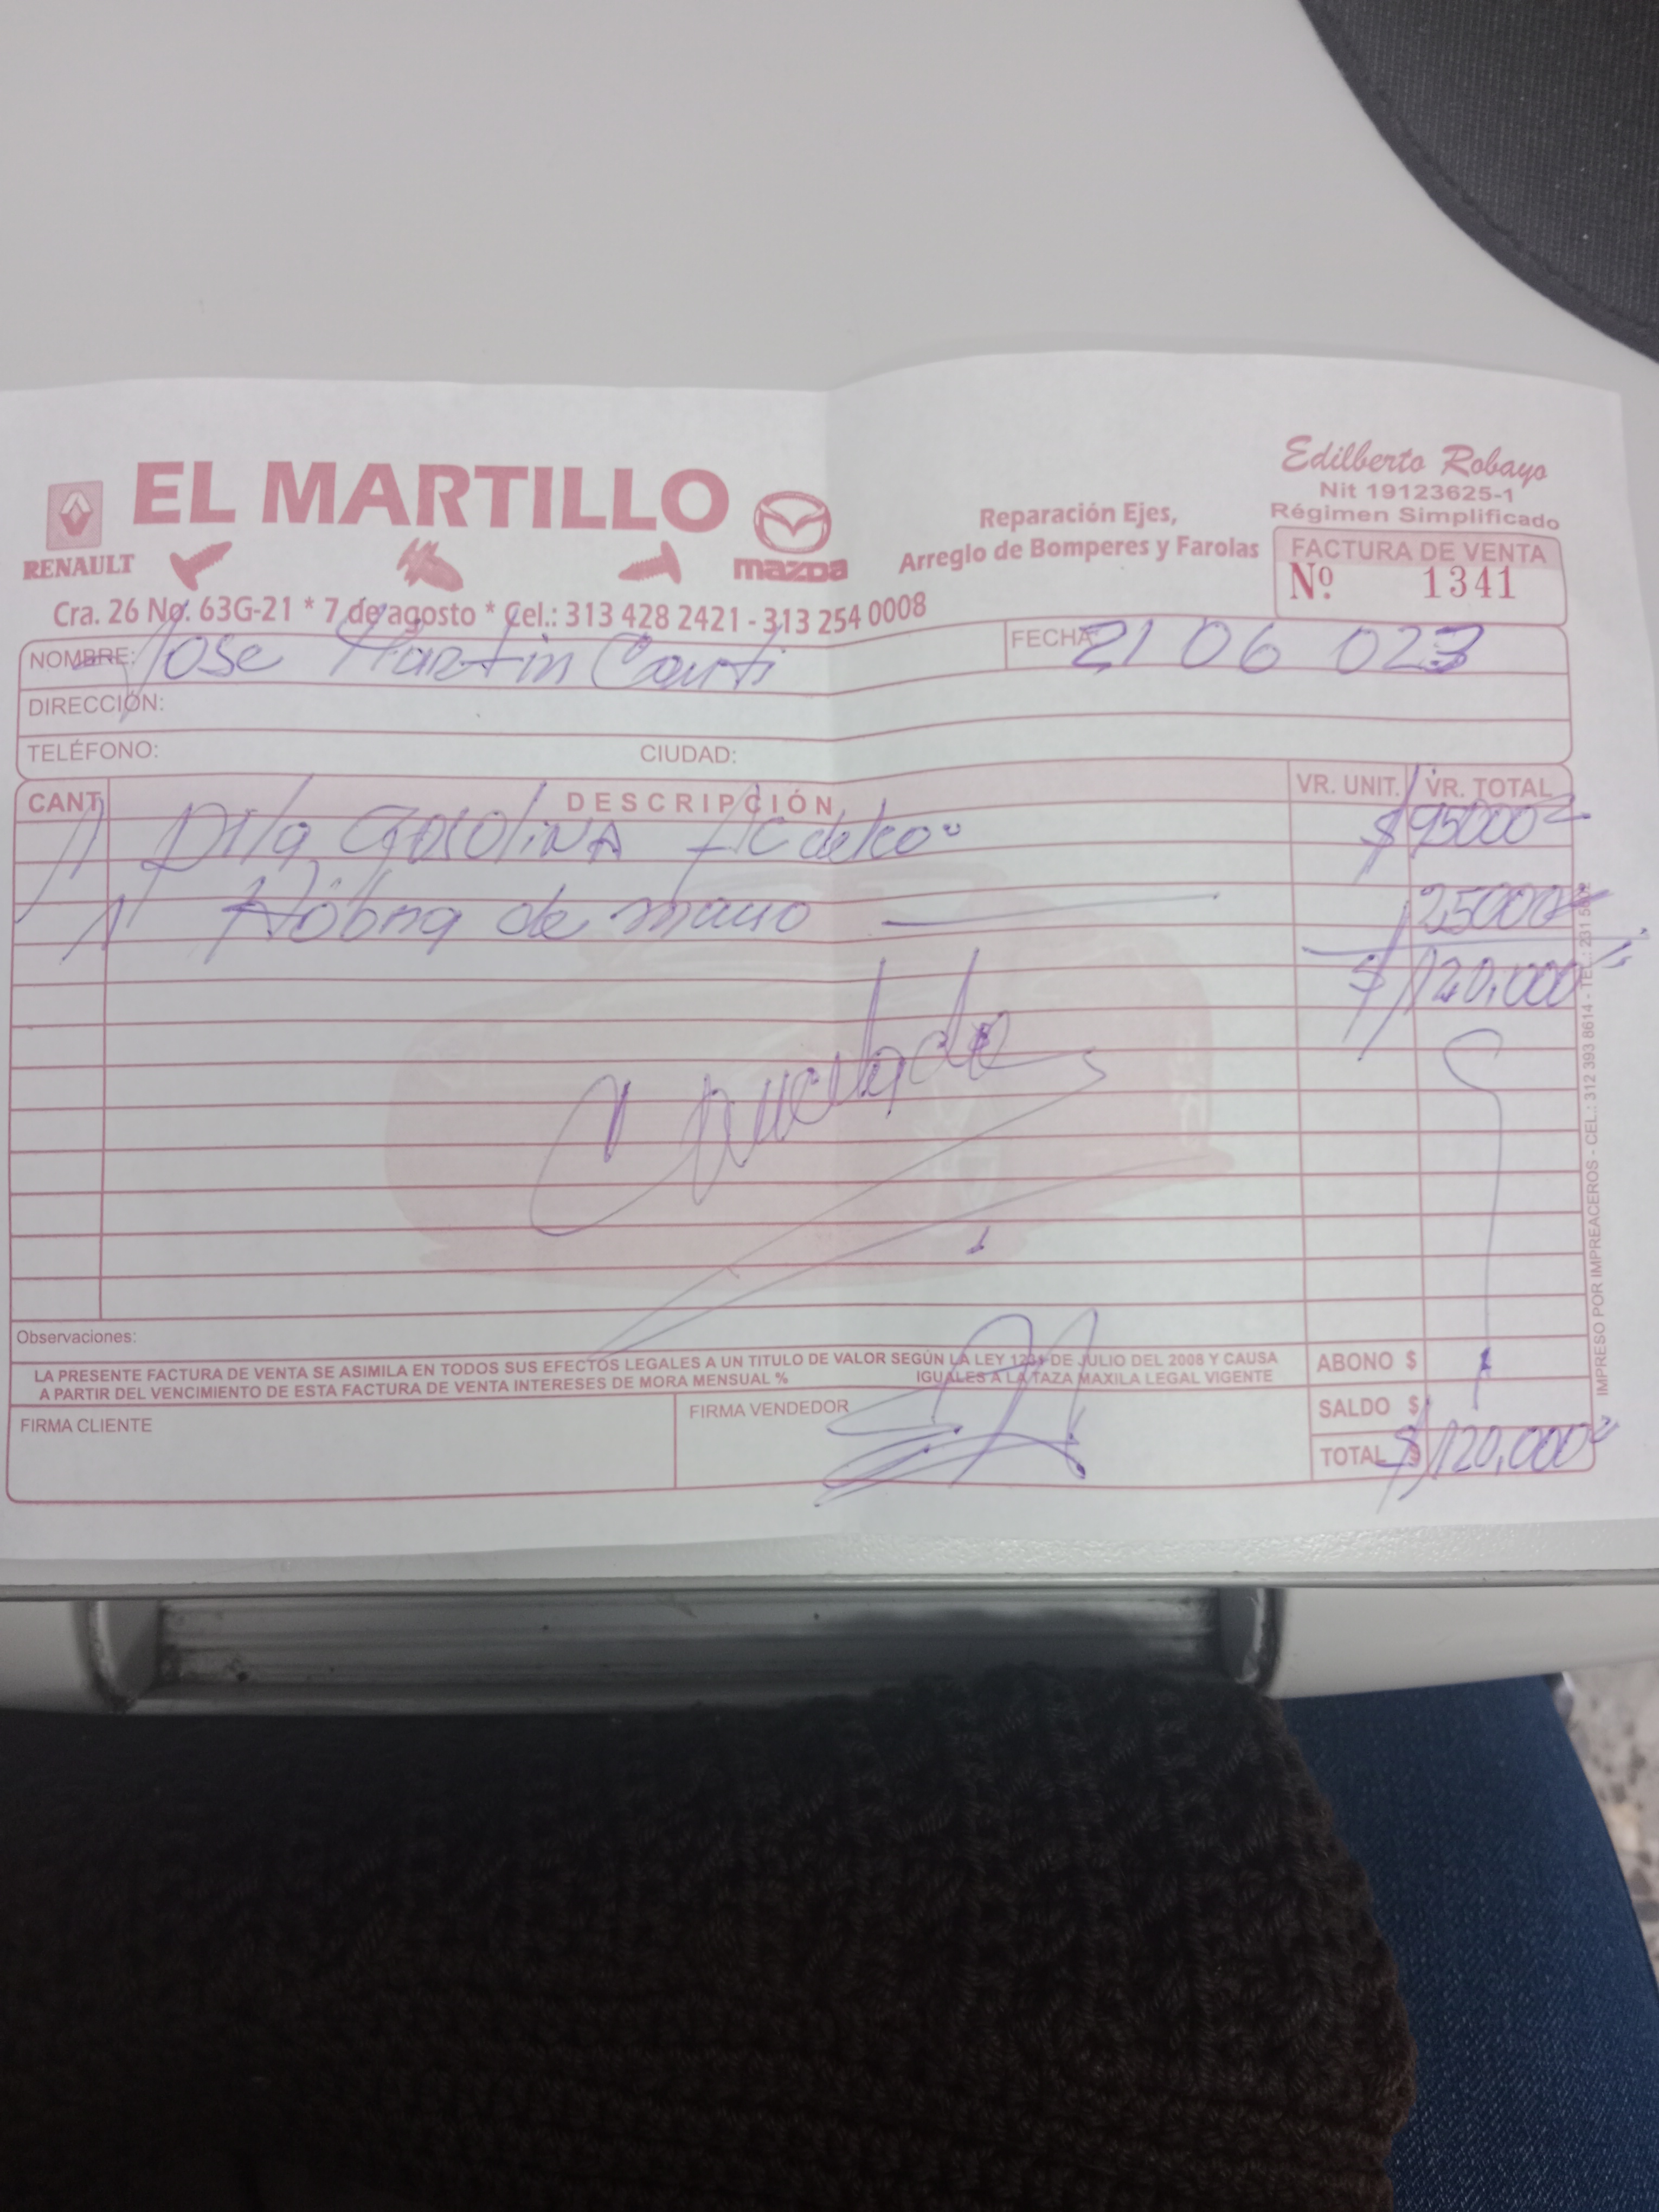 EL MARTILLO
RENAULT
mazda
Reparación Ejes,
Arreglo de Bomperes y Farolas
Edilberto Robayo
Nit 19123625-1
Régimen Simplificado
FACTURA DE VENTA
Nº. 1341
Cra. 26 No. 63G-21 * 7 de agosto * Cel.: 313 428 2421 - 313 254 0008
NOMBRE: Jose Martin
FECHA: 21 06 023
DIRECCIÓN:
TELÉFONO: CIUDAD:
CANT. DESCRIPCIÓN VR. UNIT. VR. TOTAL
1 Pila Gasolina Acdelco $95000
1 de mano 25000
$120,000
Observaciones:
LA PRESENTE FACTURA DE VENTA SE ASIMILA EN TODOS SUS EFECTOS LEGALES A UN TITULO DE VALOR SEGÚN LA LEY 1231 DE JULIO DEL 2008 Y CAUSA
A PARTIR DEL VENCIMIENTO DE ESTA FACTURA DE VENTA INTERESES DE MORA MENSUAL % IGUALES A LA TAZA MAXILA LEGAL VIGENTE
ABONO $
SALDO $
TOTAL $ $120,000
FIRMA CLIENTE
FIRMA VENDEDOR
IMPRESO POR IMPREACEROS - CEL.: 312 393 8614 - TEL.: 231